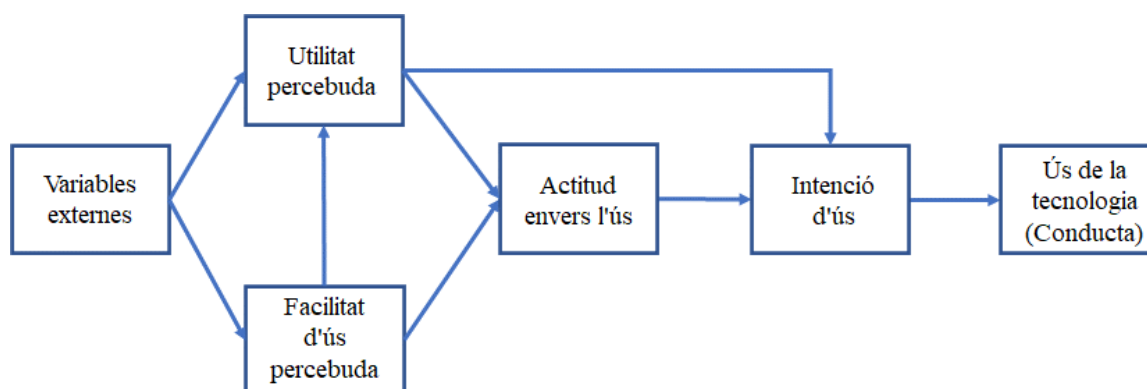 Utilitat
percebuda
Variables
externes
Actitud
envers l'ús
Intenció
d'ús
Ús de la
tecnologia
(Conducta)
Facilitat
d'ús
percebuda